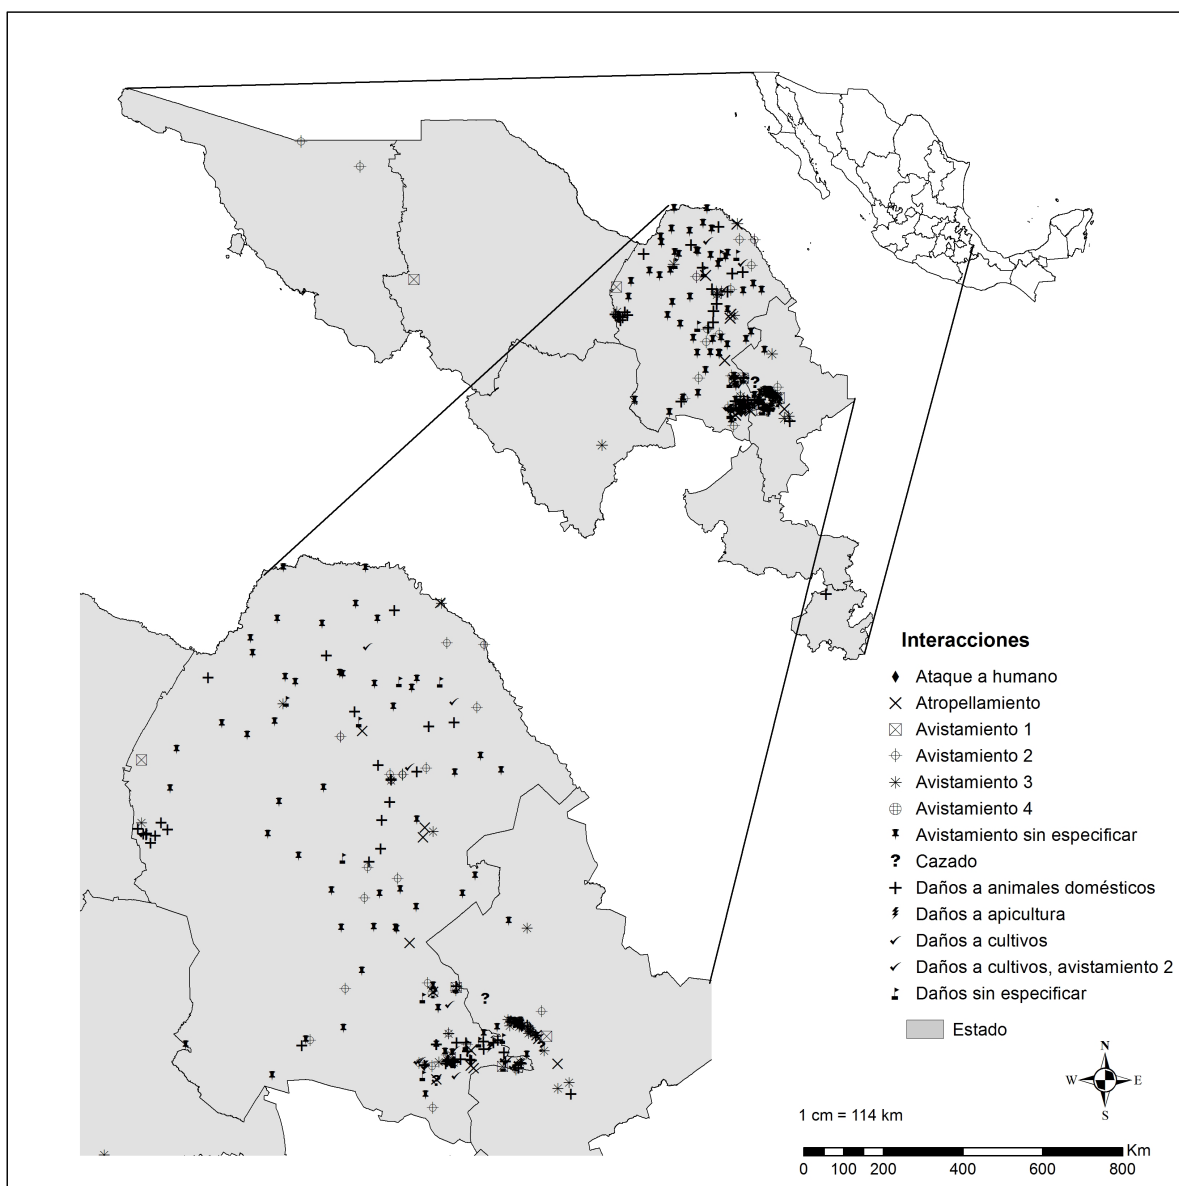 Interacciones
Ataque a humano
Atropellamiento
Avistamiento 1
Avistamiento 2
Avistamiento 3
Avistamiento 4
Avistamiento sin especificar
? Cazado
Daños a animales domésticos
Daños a apicultura
Daños a cultivos
Daños a cultivos, avistamiento 2
Daños sin especificar
Estado
N
W E
S
1 cm = 114 km
Km
0 100 200 400 600 800